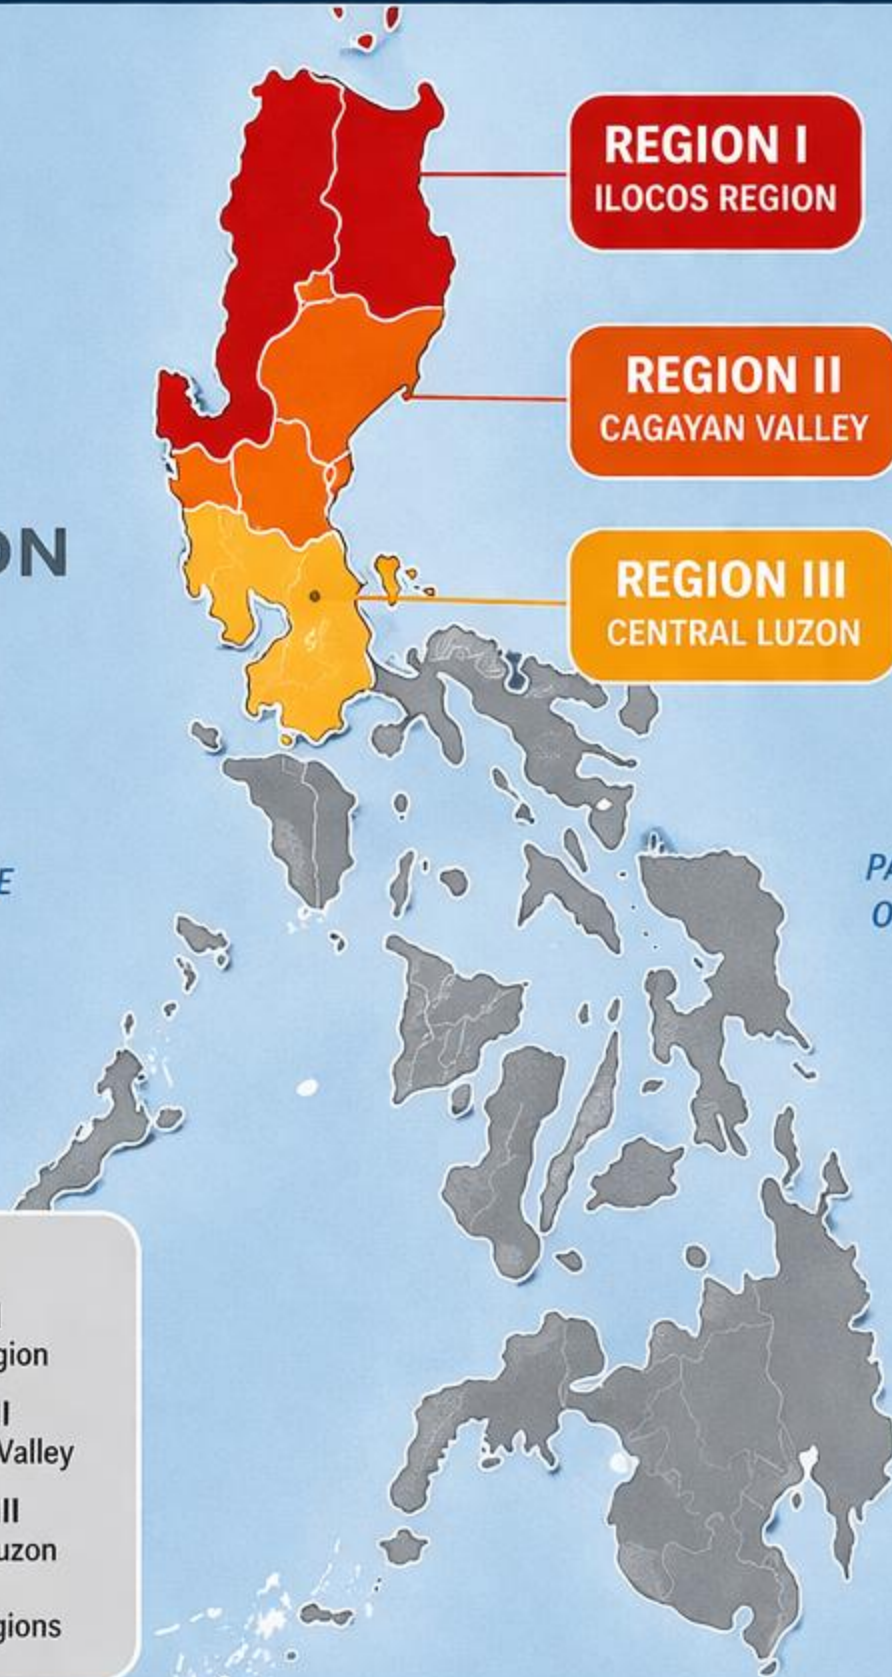 REGION I
ILOCOS REGION
REGION II
CAGAYAN VALLEY
ON
REGION III
CENTRAL LUZON
E
PA
O
I
gion
I
Valley
II
uzon
gions